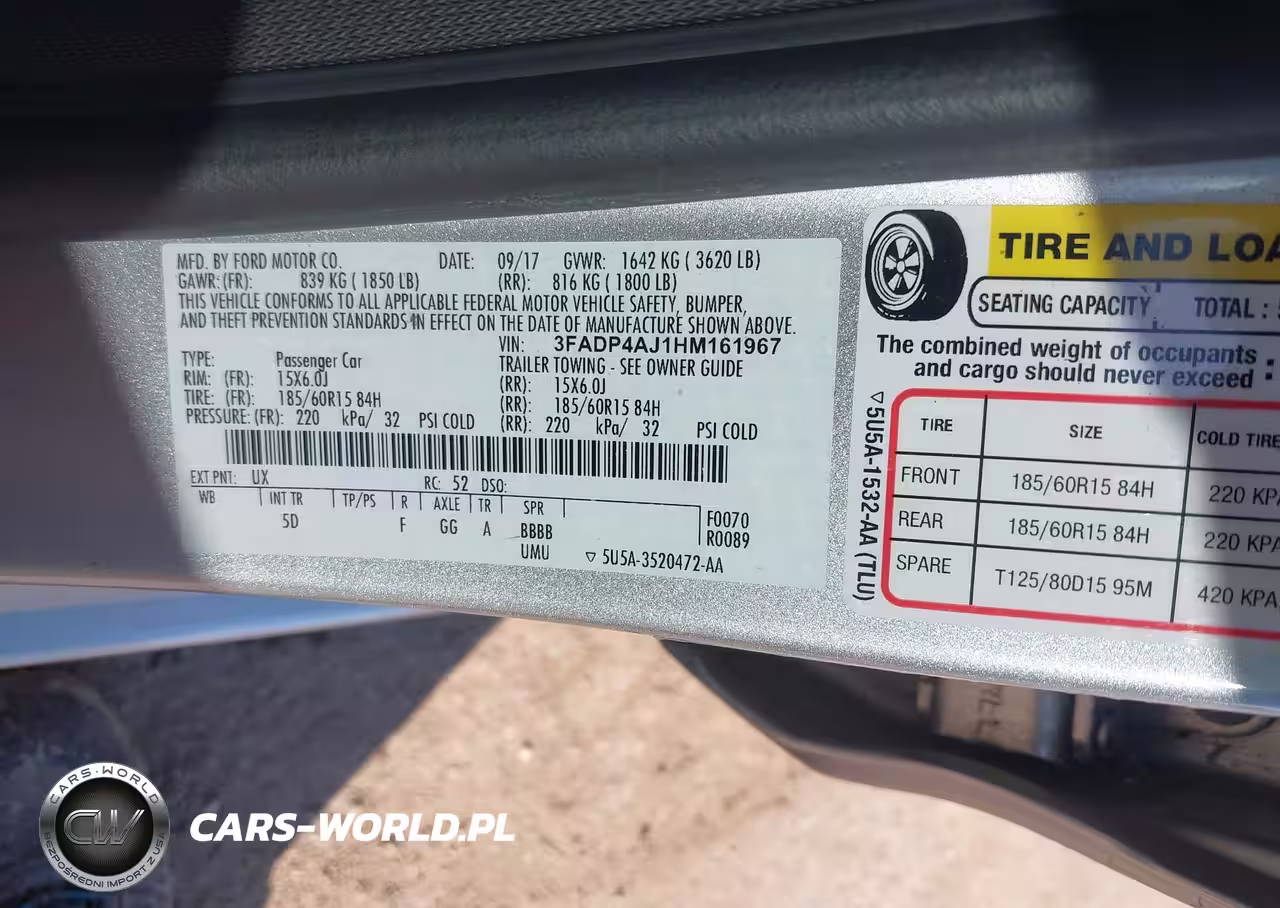 MFD. BY FORD MOTOR CO. DATE: 09/17 GVWR: 1642 KG ( 3620 LB)
GAWR:(FR): 839 KG ( 1850 LB) (RR): 816 KG ( 1800 LB)
THIS VEHICLE CONFORMS TO ALL APPLICABLE FEDERAL MOTOR VEHICLE SAFETY, BUMPER,
AND THEFT PREVENTION STANDARDS IN EFFECT ON THE DATE OF MANUFACTURE SHOWN ABOVE.
VIN: 3FADP4AJ1HM161967
TYPE: Passenger Car TRAILER TOWING - SEE OWNER GUIDE
RIM: (FR): 15X6.0J (RR): 15X6.0J
TIRE: (FR): 185/60R15 84H (RR): 185/60R15 84H
PRESSURE: (FR): 220 kPa/ 32 PSI COLD (RR): 220 kPa/ 32 PSI COLD
EXT PNT: UX RC: 52 DSO:
WB INT TR TP/PS R AXLE TR SPR
5D F GG A BBBB F0070
UMU R0089
▽ 5U5A-3520472-AA
TIRE AND LOA
SEATING CAPACITY TOTAL :
The combined weight of occupants :
and cargo should never exceed :
▽5U5A-1532-AA (TLU)
TIRE SIZE COLD TIRE
FRONT 185/60R15 84H 220 KPA
REAR 185/60R15 84H 220 KPA
SPARE T125/80D15 95M 420 KPA
CARS-WORLD
CW
BEZPOŚREDNI IMPORT Z USA
CARS-WORLD.PL